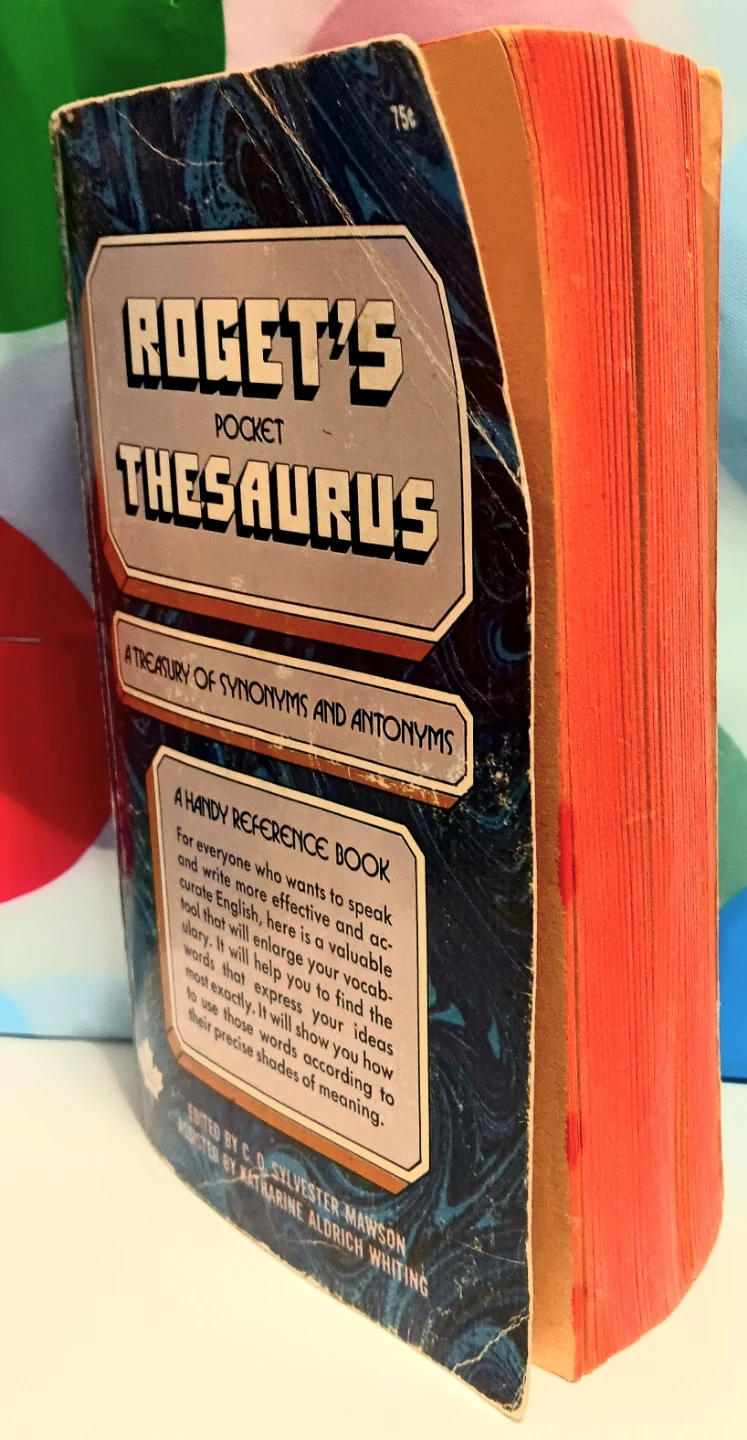 75¢
ROGET'S
POCKET
THESAURUS
A TREASURY OF SYNONYMS AND ANTONYMS
A HANDY REFERENCE BOOK
For everyone who wants to speak
and write more effective and ac-
curate English, here is a valuable
tool that will enlarge your vocab-
ulary. It will help you to find the
words that express your ideas
most exactly. It will show you how
to use those words according to
their precise shades of meaning.
EDITED BY C. O. SYLVESTER MAWSON
ASSISTED BY KATHARINE ALDRICH WHITING